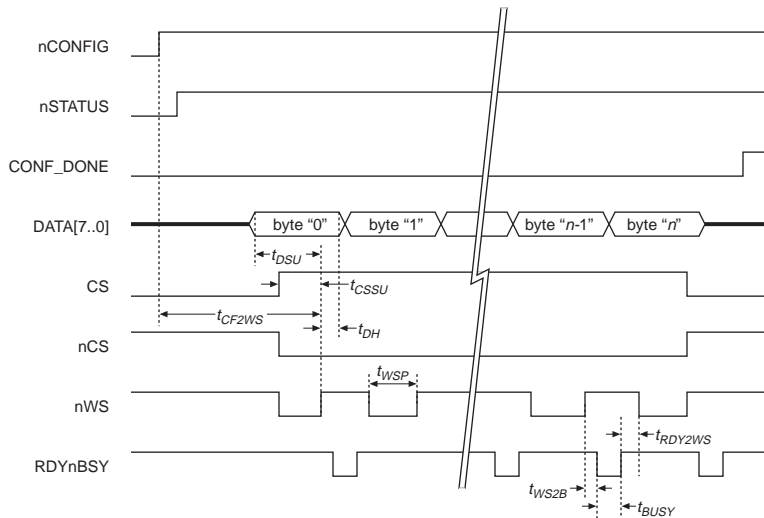 nCONFIG
nSTATUS
CONF_DONE
DATA[7..0]
byte “0”
byte “1”
byte “n-1”
byte “n”
tDSU
CS
tCSSU
tCF2WS
tDH
nCS
tWSP
nWS
tRDY2WS
RDYnBSY
tWS2B
tBUSY